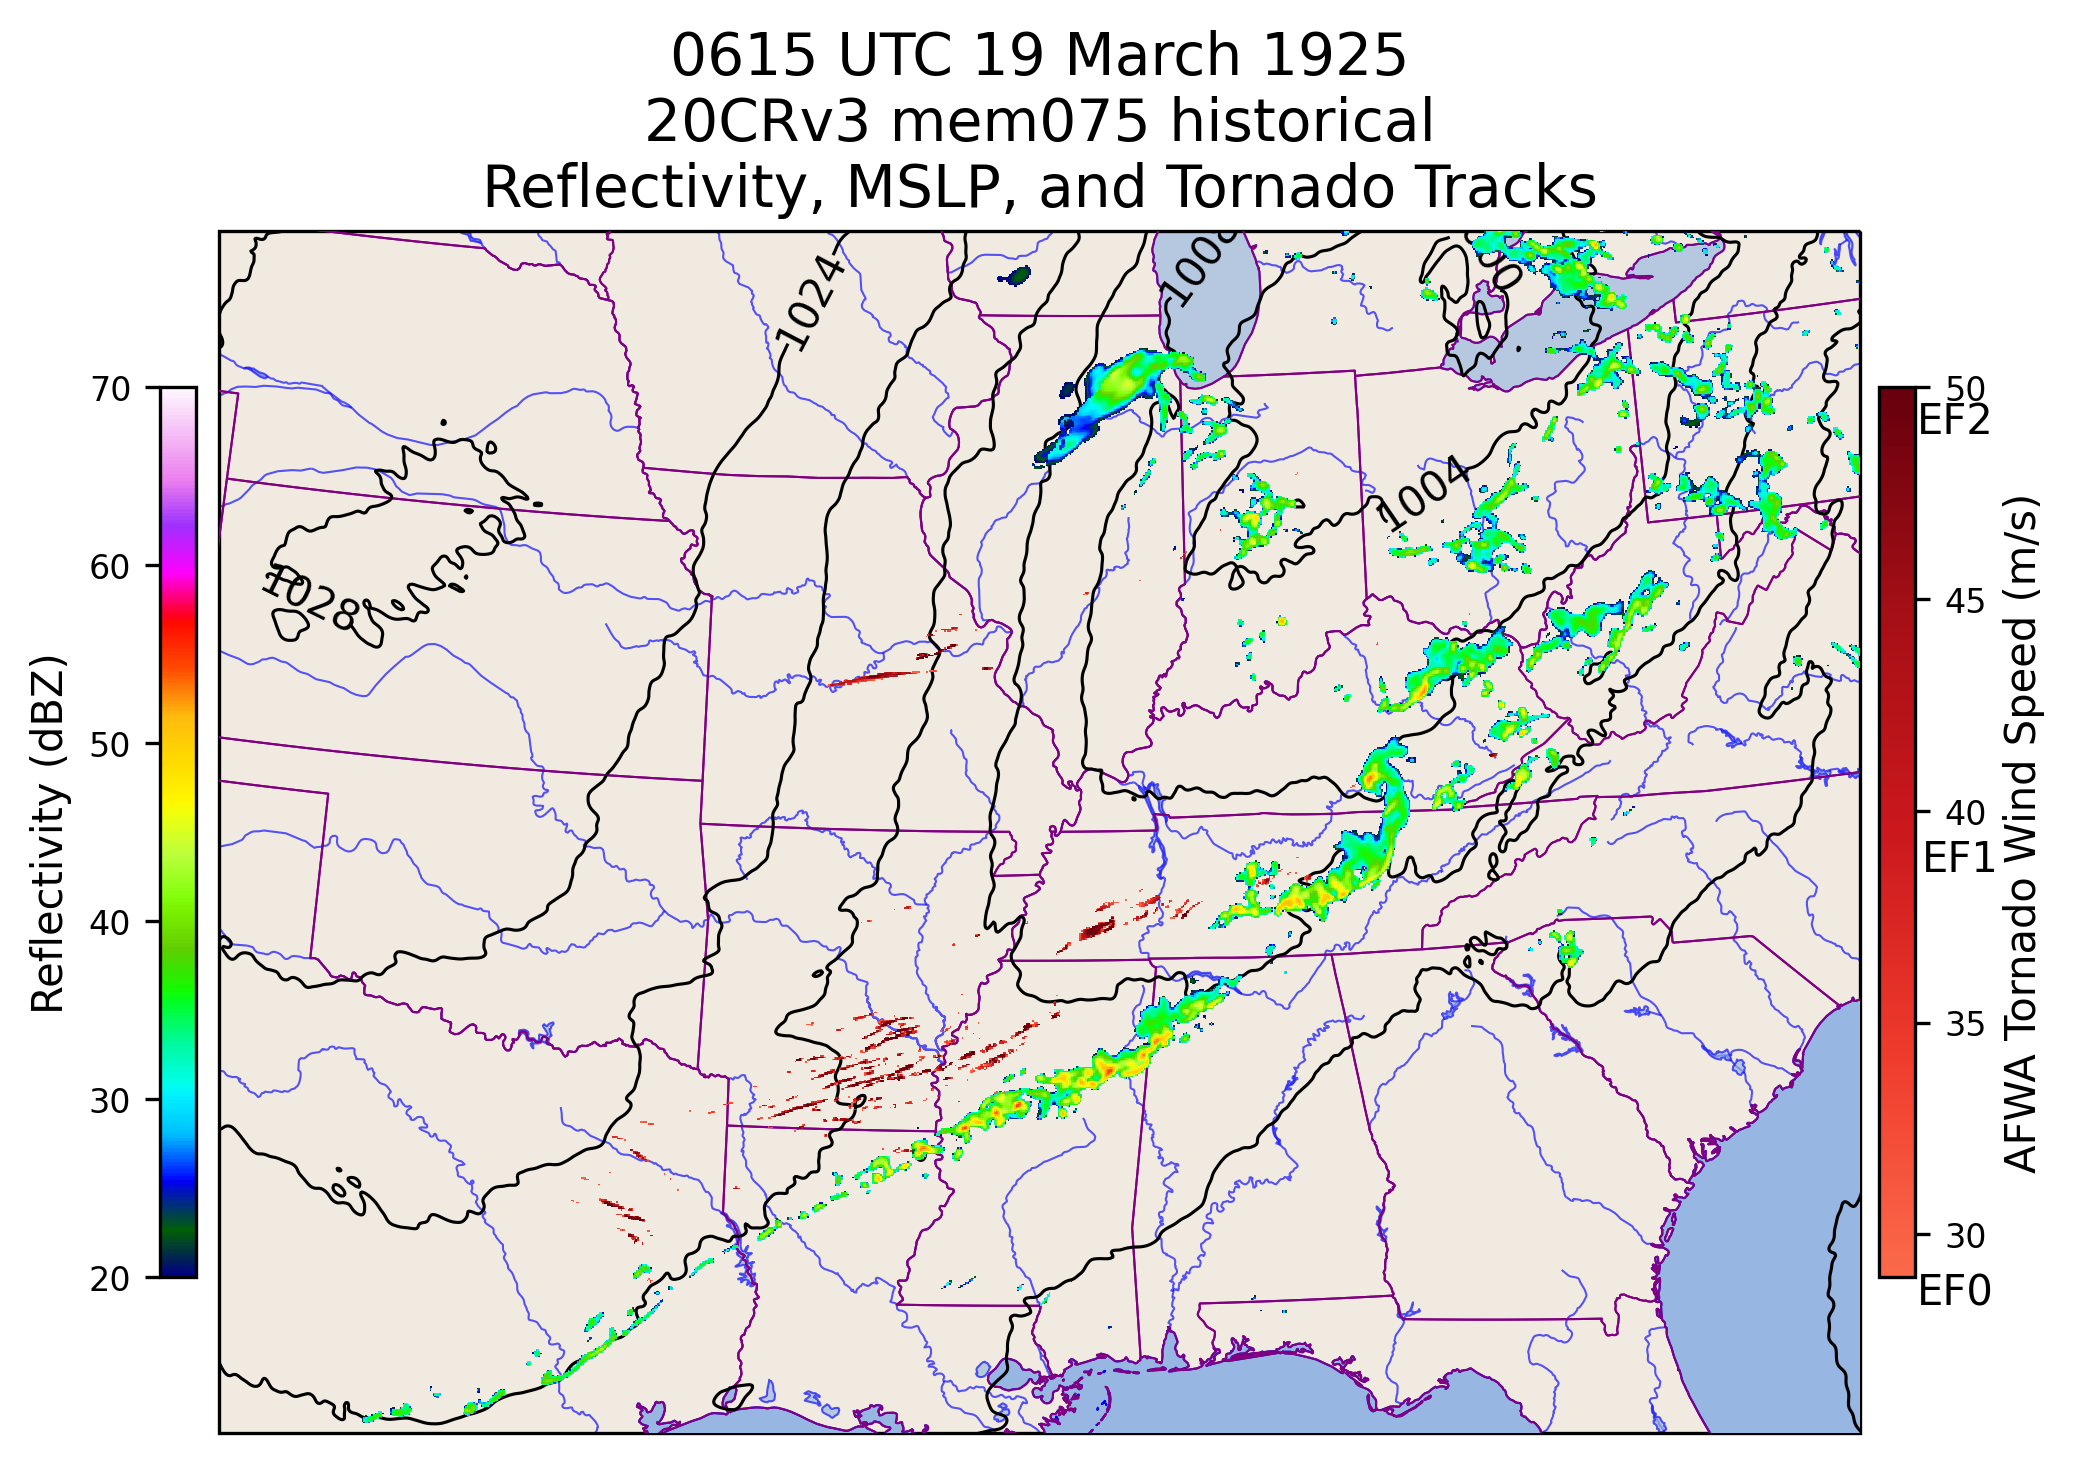 0615 UTC 19 March 1925
20CRv3 mem075 historical
Reflectivity, MSLP, and Tornado Tracks
1024
1008
1004
1028
70
60
50
40
30
20
Reflectivity (dBZ)
50
EF2
45
40
EF1
35
30
EF0
AFWA Tornado Wind Speed (m/s)